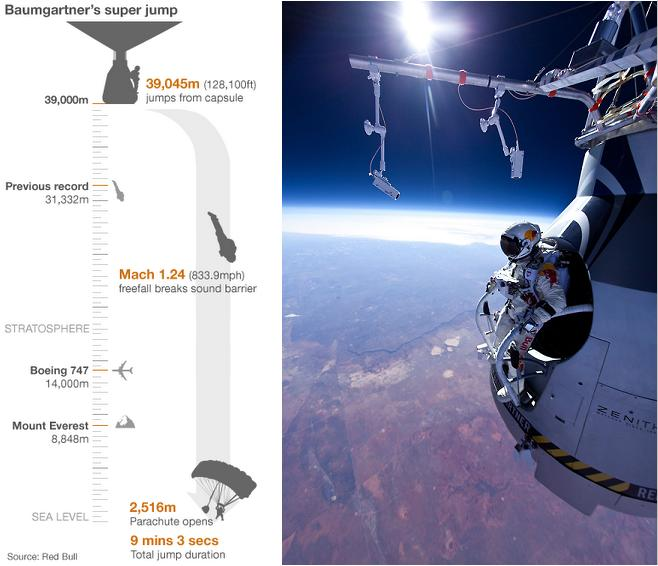 Baumgartner's super jump
39,045m (128,100ft)
jumps from capsule
39,000m
Previous record
31,332m
Mach 1.24 (833.9mph)
freefall breaks sound barrier
STRATOSPHERE
Boeing 747
14,000m
Mount Everest
8,848m
2,516m
Parachute opens
SEA LEVEL
9 mins 3 secs
Total jump duration
Source: Red Bull
ZENITH
RE